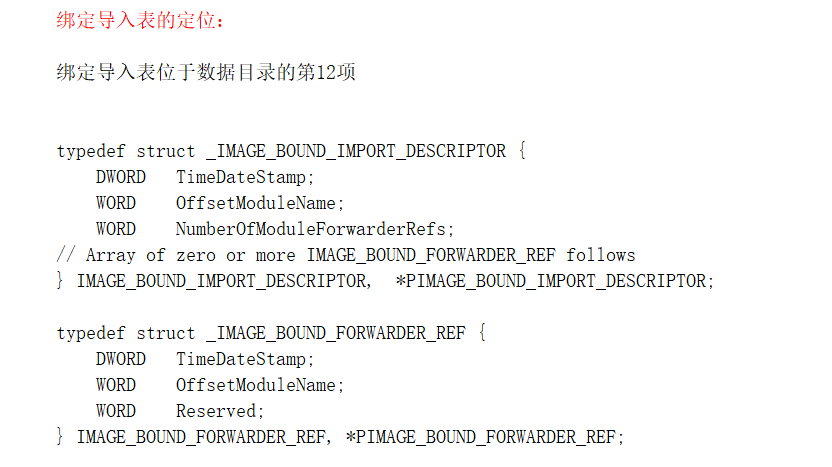 绑定导入表的定位：
绑定导入表位于数据目录的第12项
typedef struct _IMAGE_BOUND_IMPORT_DESCRIPTOR {
DWORD TimeDateStamp;
WORD OffsetModuleName;
WORD NumberOfModuleForwarderRefs;
// Array of zero or more IMAGE_BOUND_FORWARDER_REF follows
} IMAGE_BOUND_IMPORT_DESCRIPTOR, *PIMAGE_BOUND_IMPORT_DESCRIPTOR;
typedef struct _IMAGE_BOUND_FORWARDER_REF {
DWORD TimeDateStamp;
WORD OffsetModuleName;
WORD Reserved;
} IMAGE_BOUND_FORWARDER_REF, *PIMAGE_BOUND_FORWARDER_REF;